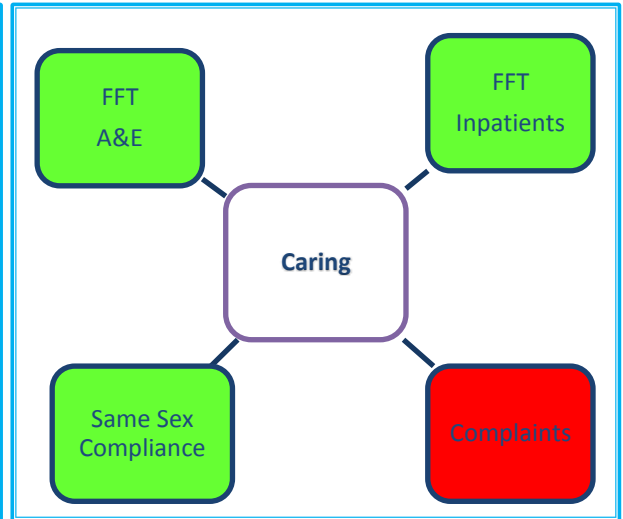 FFT
A&E
FFT
Inpatients
Caring
Same Sex
Compliance
Complaints